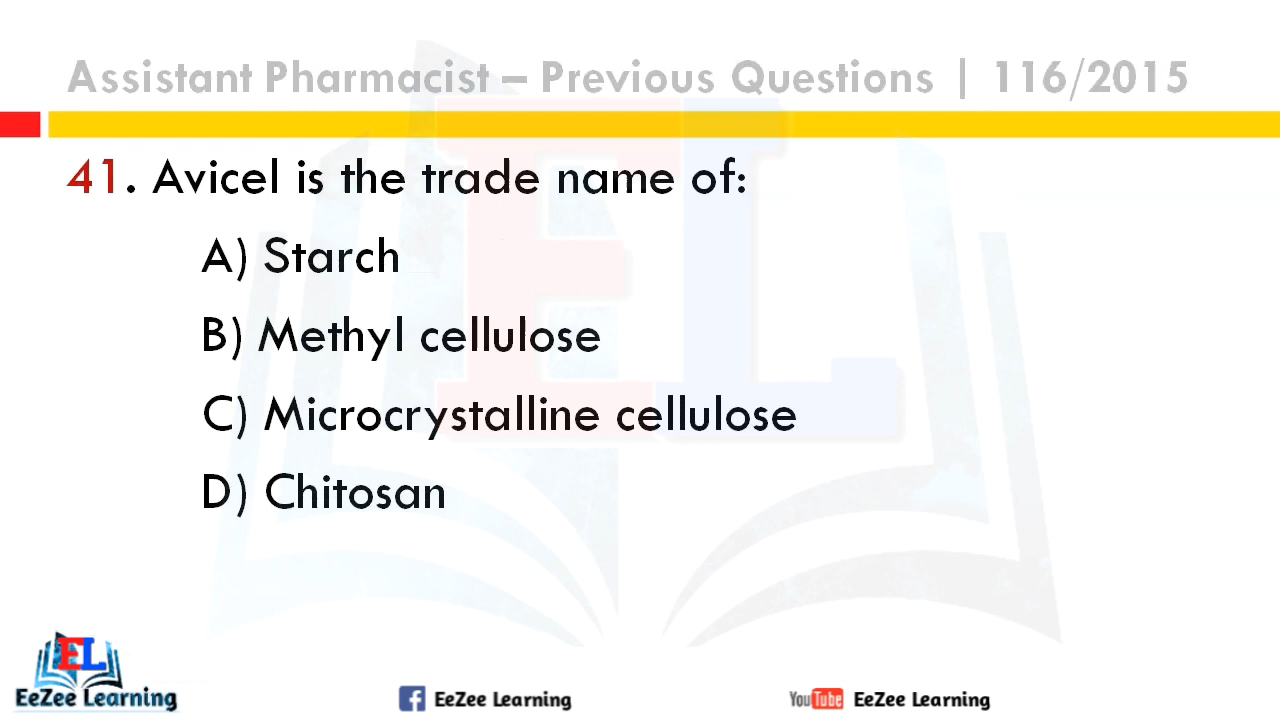 Assistant Pharmacist – Previous Questions | 116/2015
41. Avicel is the trade name of:
A) Starch
B) Methyl cellulose
C) Microcrystalline cellulose
D) Chitosan
EL
EL
EeZee Learning
f EeZee Learning
YouTube EeZee Learning